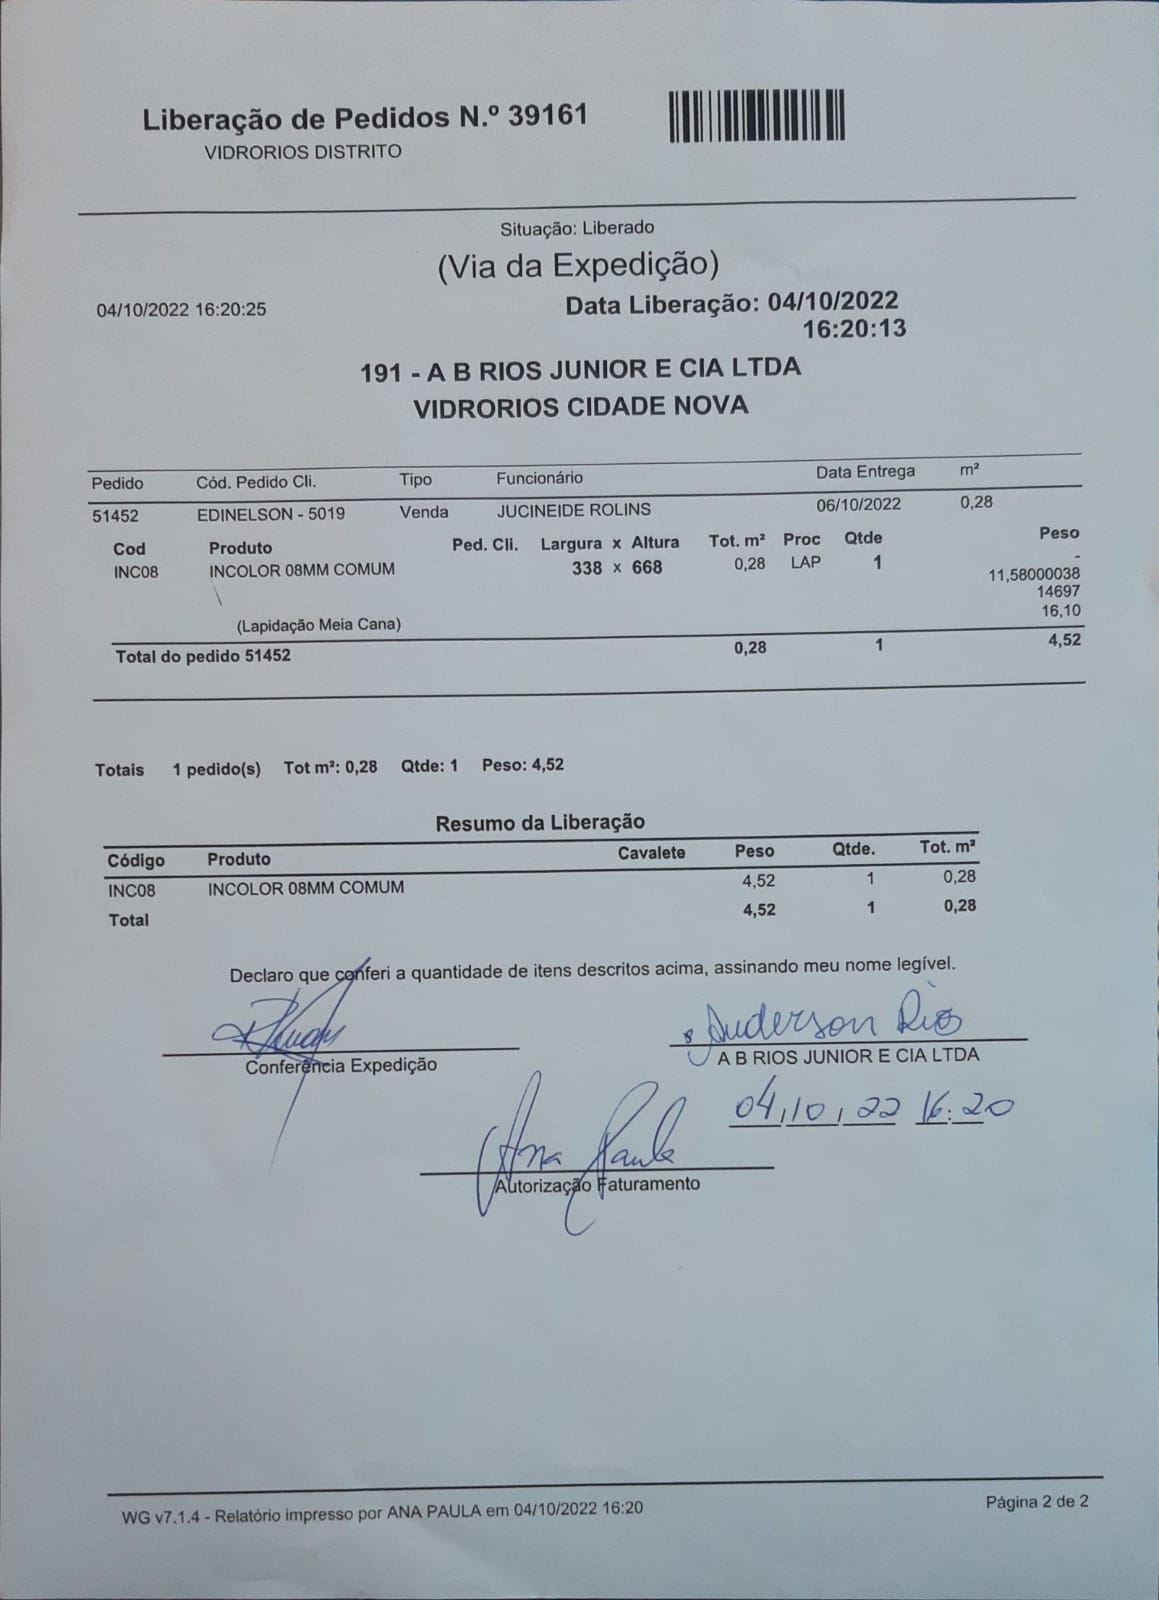 Liberação de Pedidos N.º 39161
VIDRORIOS DISTRITO
Situação: Liberado
(Via da Expedição)
04/10/2022 16:20:25
Data Liberação: 04/10/2022
16:20:13
191 - A B RIOS JUNIOR E CIA LTDA
VIDRORIOS CIDADE NOVA
Pedido Cód. Pedido Cli. Tipo Funcionário Data Entrega m²
51452 EDINELSON - 5019 Venda JUCINEIDE ROLINS 06/10/2022 0,28
Cod Produto Ped. Cli. Largura x Altura Tot. m² Proc Qtde Peso
INC08 INCOLOR 08MM COMUM 338 x 668 0,28 LAP 1 -
11,58000038
14697
(Lapidação Meia Cana) 16,10
Total do pedido 51452 0,28 1 4,52
Totais 1 pedido(s) Tot m²: 0,28 Qtde: 1 Peso: 4,52
Resumo da Liberação
Código Produto Cavalete Peso Qtde. Tot. m²
INC08 INCOLOR 08MM COMUM 4,52 1 0,28
Total 4,52 1 0,28
Declaro que conferi a quantidade de itens descritos acima, assinando meu nome legível.
Anderson Rios
Conferência Expedição A B RIOS JUNIOR E CIA LTDA
04/10/22 16:20
Ana Paula
Autorização Faturamento
WG v7.1.4 - Relatório impresso por ANA PAULA em 04/10/2022 16:20 Página 2 de 2